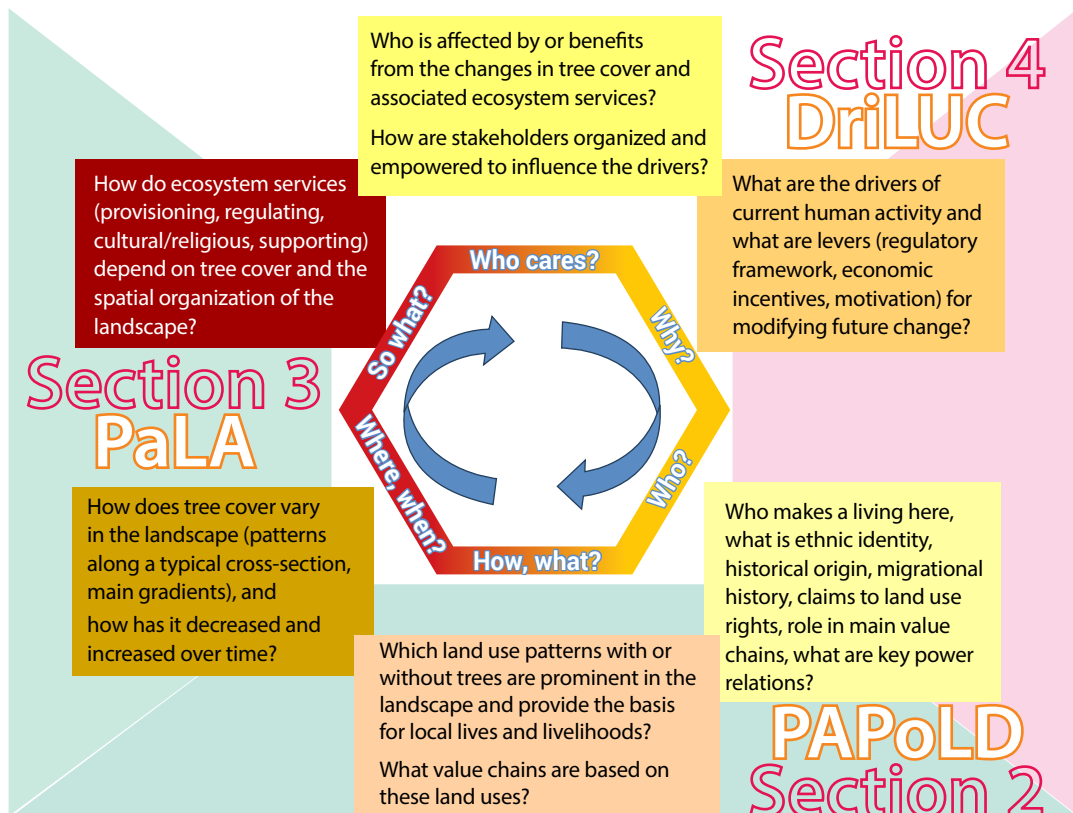 Who is affected by or benefits
from the changes in tree cover and
associated ecosystem services?
How are stakeholders organized and
empowered to influence the drivers?
Section 4
DriLUC
How do ecosystem services
(provisioning, regulating,
cultural/religious, supporting)
depend on tree cover and the
spatial organization of the
landscape?
What are the drivers of
current human activity and
what are levers (regulatory
framework, economic
incentives, motivation) for
modifying future change?
Who cares?
So what?
Why?
Section 3
PaLA
Where, when?
Who?
How, what?
How does tree cover vary
in the landscape (patterns
along a typical cross-section,
main gradients), and
how has it decreased and
increased over time?
Who makes a living here,
what is ethnic identity,
historical origin, migrational
history, claims to land use
rights, role in main value
chains, what are key power
relations?
Which land use patterns with or
without trees are prominent in the
landscape and provide the basis
for local lives and livelihoods?
What value chains are based on
these land uses?
PAPoLD
Section 2